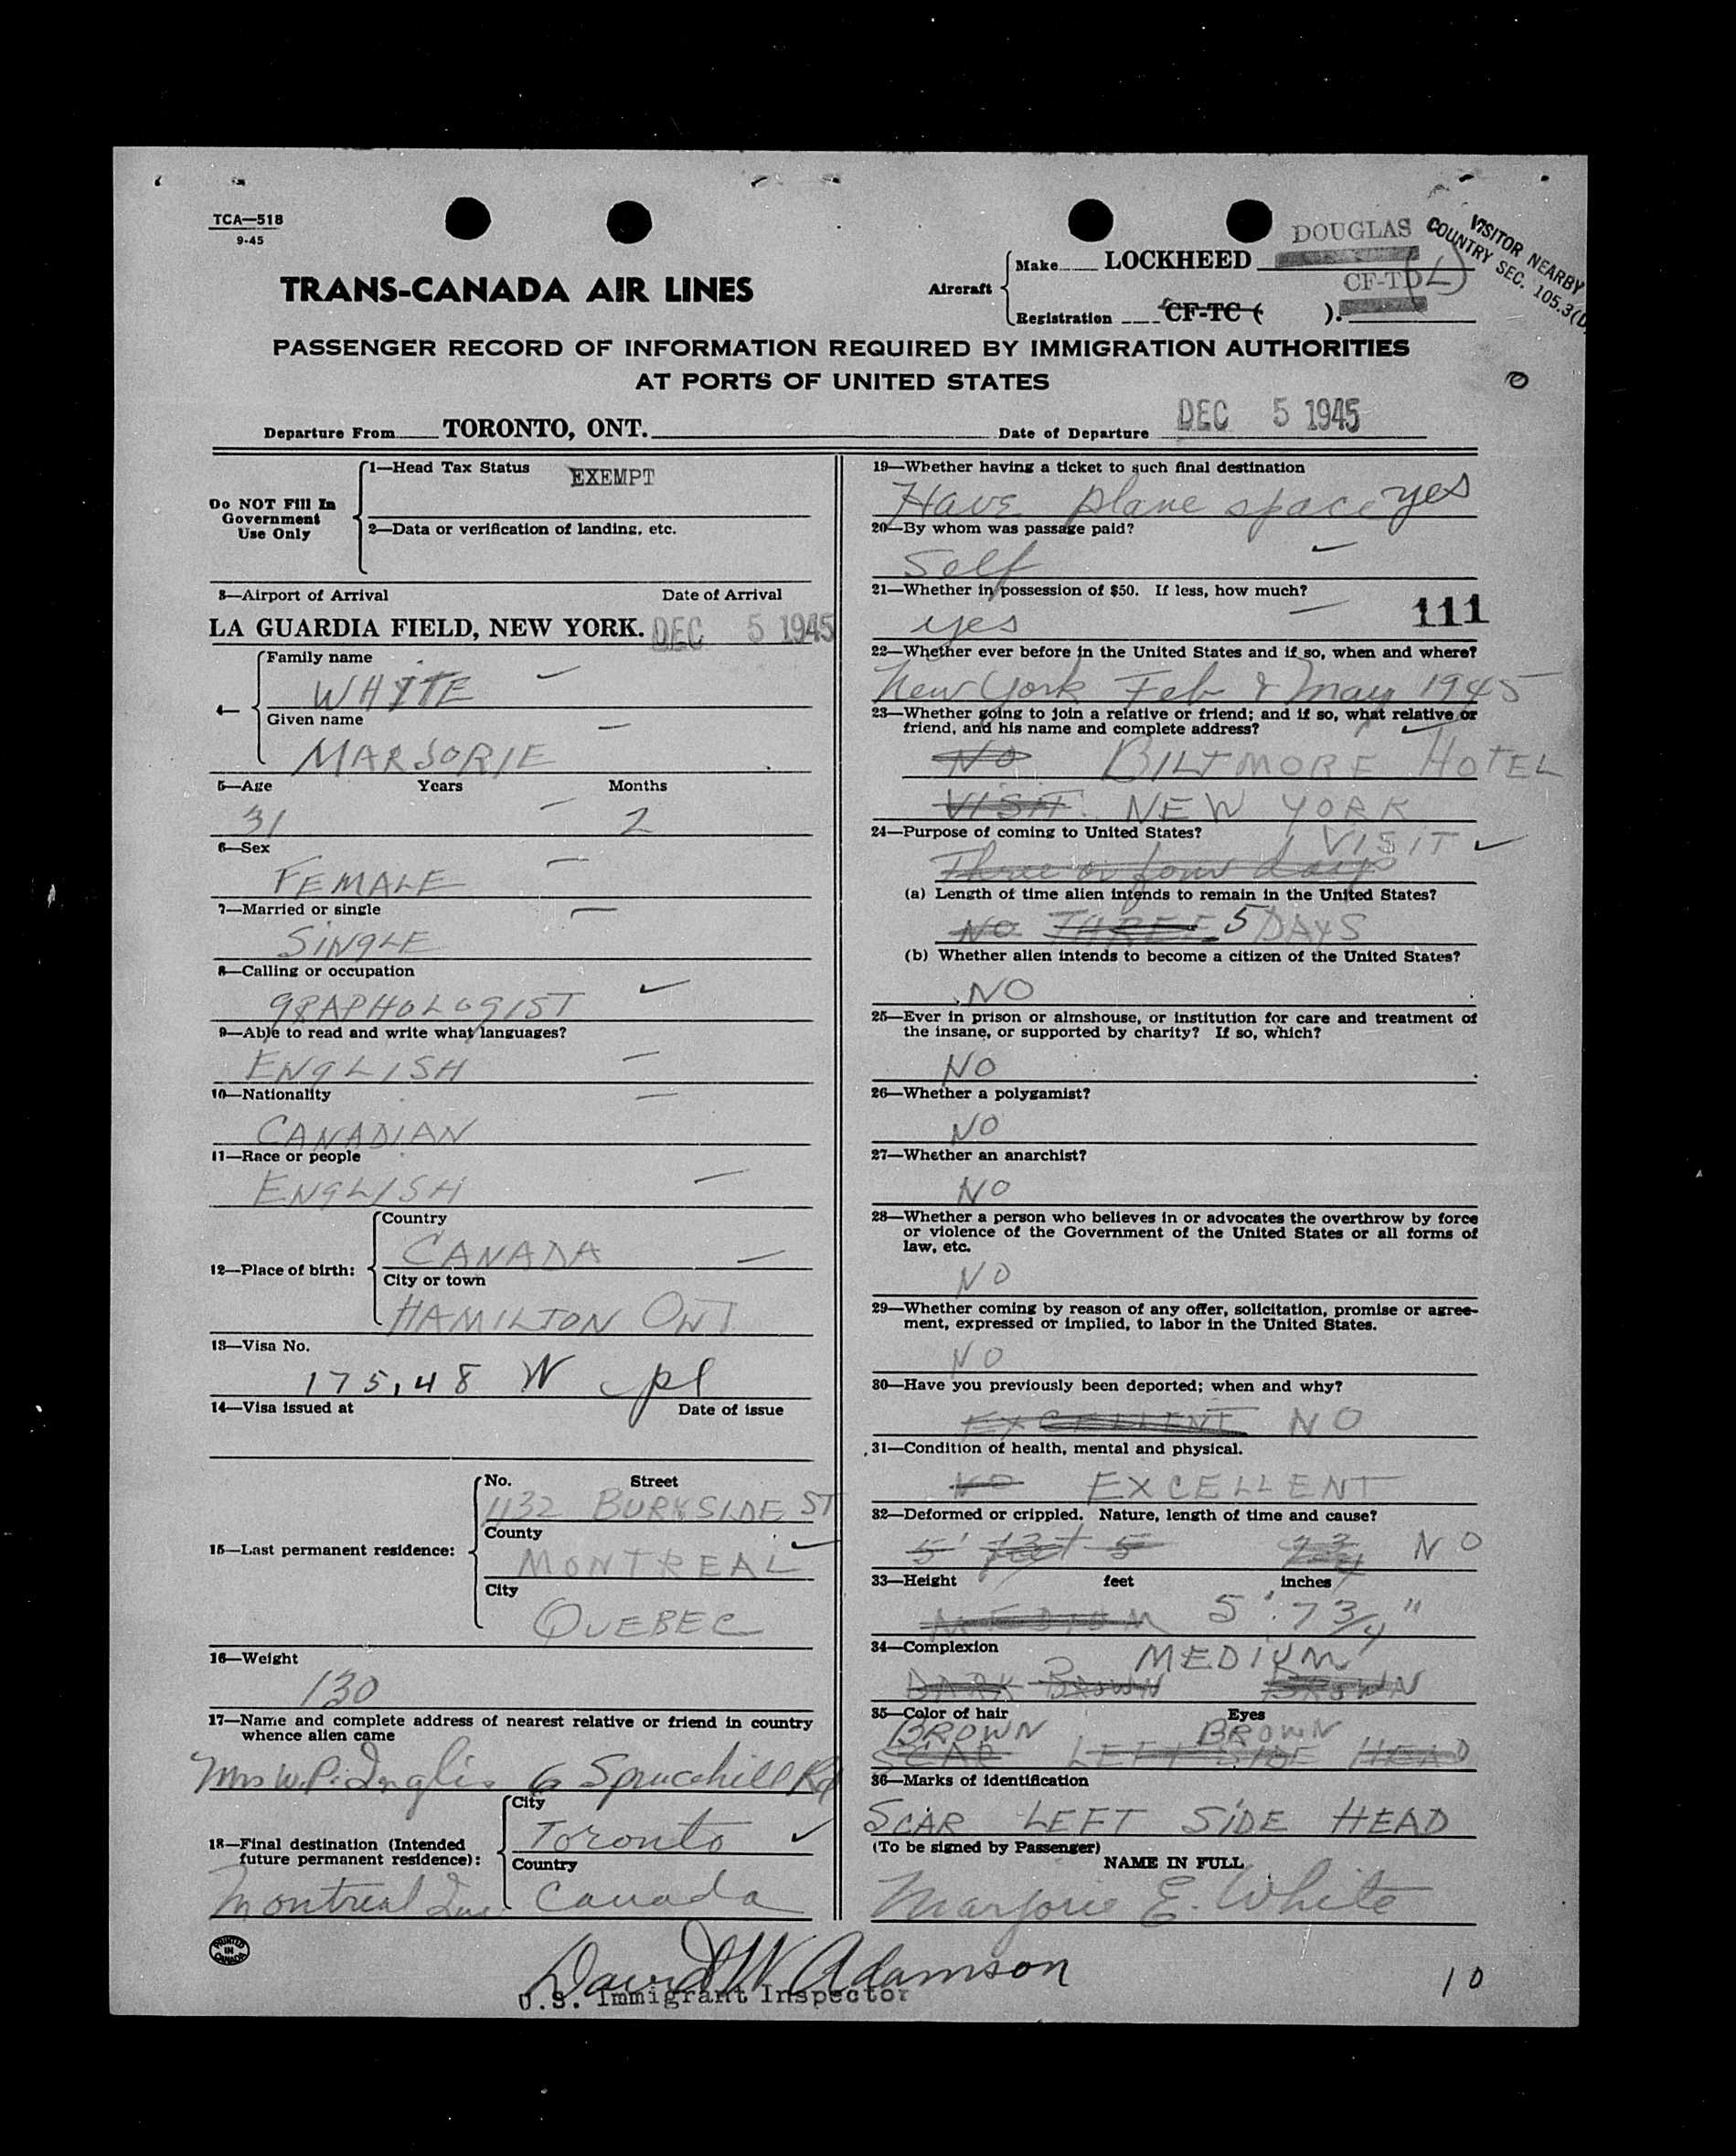 TCA—518
9-45
DOUGLAS
VISITOR NEARBY
COUNTRY SEC. 105.3(D)
TRANS-CANADA AIR LINES
Aircraft
Make LOCKHEED
Registration CF-TC ( ).
CF-TD(L)
PASSENGER RECORD OF INFORMATION REQUIRED BY IMMIGRATION AUTHORITIES
AT PORTS OF UNITED STATES
Departure From TORONTO, ONT.
Date of Departure DEC 5 1945
Do NOT Fill In
Government
Use Only
1—Head Tax Status EXEMPT
2—Data or verification of landing, etc.
3—Airport of Arrival Date of Arrival
LA GUARDIA FIELD, NEW YORK. DEC 5 1945
4—
Family name
WHYTE
Given name
MARJORIE
5—Age Years Months
31 2
6—Sex
FEMALE
7—Married or single
SINGLE
8—Calling or occupation
GRAPHOLOGIST
9—Able to read and write what languages?
ENGLISH
10—Nationality
CANADIAN
11—Race or people
ENGLISH
12—Place of birth:
Country
CANADA
City or town
HAMILTON ONT
13—Visa No.
175,48 W
14—Visa issued at Date of issue
15—Last permanent residence:
No. Street
1132 BURKSIDE ST
County
MONTREAL
City
QUEBEC
16—Weight
130
17—Name and complete address of nearest relative or friend in country
whence alien came
Mrs W.P. Inglis 6 Sprucehill Rd
18—Final destination (Intended
future permanent residence):
City
Toronto
Country
Montreal Que. Canada
19—Whether having a ticket to such final destination
Have plane space yes
20—By whom was passage paid?
Self
21—Whether in possession of $50. If less, how much?
yes 111
22—Whether ever before in the United States and if so, when and where?
New York Feb & May 1945
23—Whether going to join a relative or friend; and if so, what relative or
friend, and his name and complete address?
NO BILTMORE HOTEL
VISIT. NEW YORK
24—Purpose of coming to United States?
VISIT
Three or four days
(a) Length of time alien intends to remain in the United States?
NO THREE 5 DAYS
(b) Whether alien intends to become a citizen of the United States?
NO
25—Ever in prison or almshouse, or institution for care and treatment of
the insane, or supported by charity? If so, which?
NO
26—Whether a polygamist?
NO
27—Whether an anarchist?
NO
28—Whether a person who believes in or advocates the overthrow by force
or violence of the Government of the United States or all forms of
law, etc.
NO
29—Whether coming by reason of any offer, solicitation, promise or agree-
ment, expressed or implied, to labor in the United States.
NO
30—Have you previously been deported; when and why?
EXCELLENT NO
31—Condition of health, mental and physical.
NO EXCELLENT
32—Deformed or crippled. Nature, length of time and cause?
5' 5 NO
33—Height feet inches
MEDIUM 5'. 7 3/4"
34—Complexion
MEDIUM
DARK BROWN BROWN
35—Color of hair Eyes
BROWN BROWN
SCAR LEFT SIDE HEAD
36—Marks of identification
SCAR LEFT SIDE HEAD
(To be signed by Passenger)
NAME IN FULL
Marjorie E. White
PRINTED
IN
CANADA
David W. Adamson
U.S. Immigrant Inspector
10